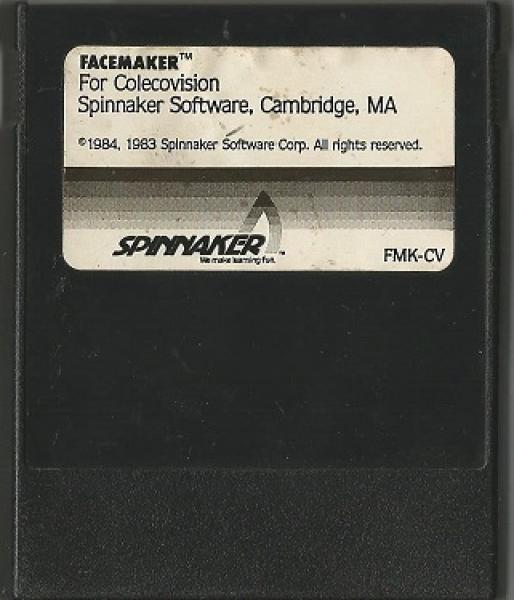 FACEMAKER™
For Colecovision
Spinnaker Software, Cambridge, MA
©1984, 1983 Spinnaker Software Corp. All rights reserved.
SPINNAKER™
We make learning fun.
FMK-CV